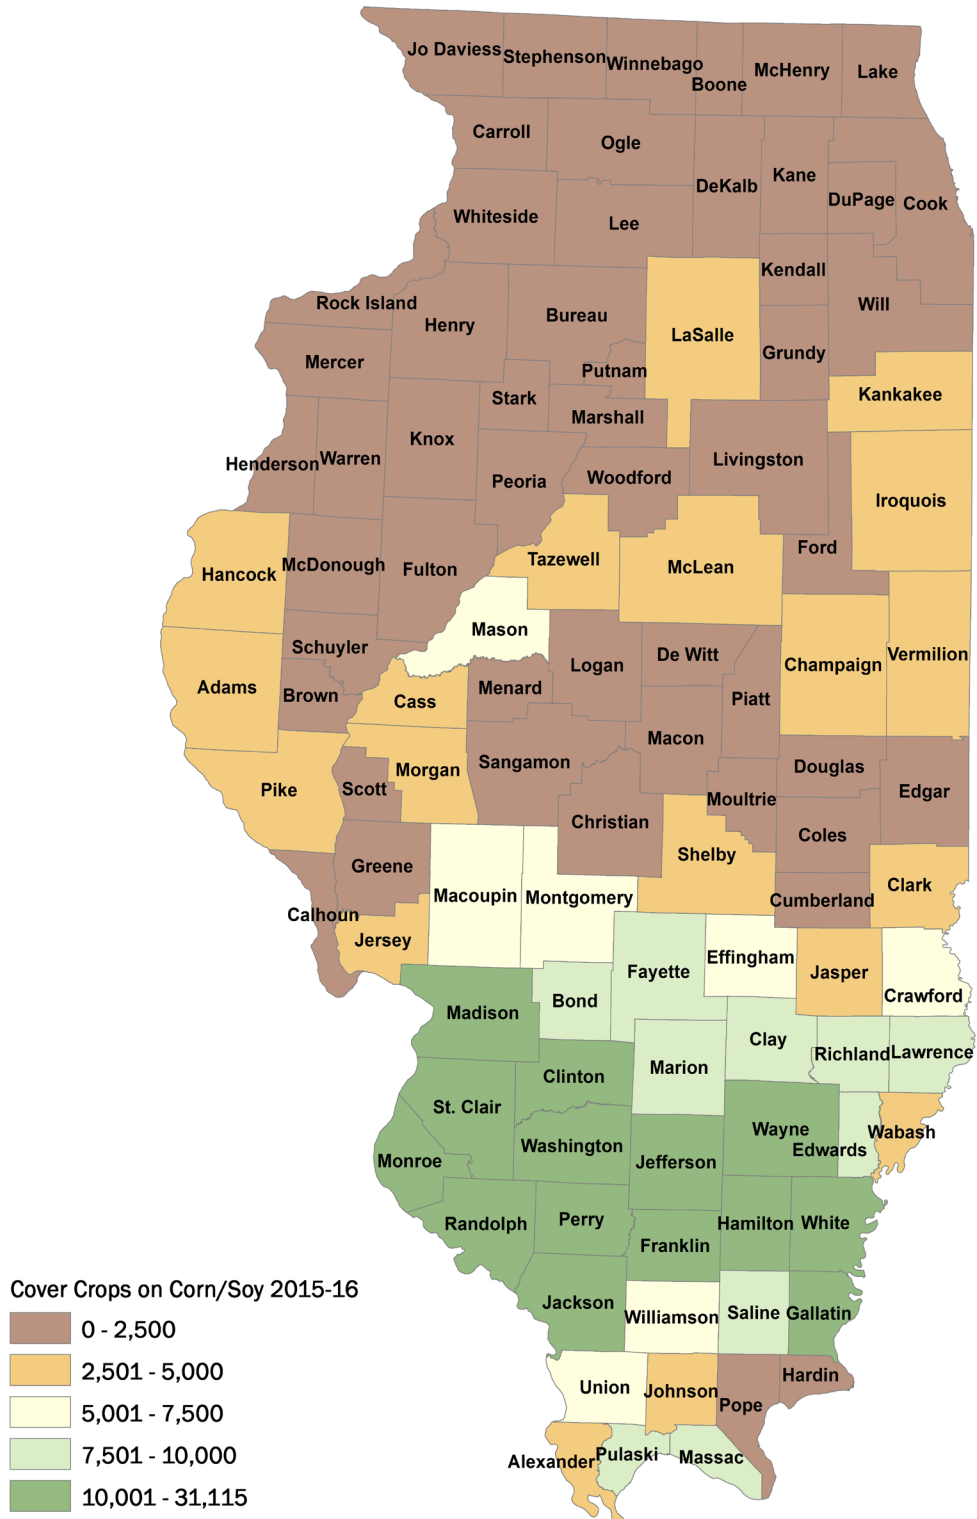 Jo Daviess
Stephenson
Winnebago
Boone
McHenry
Lake
Carroll
Ogle
DeKalb
Kane
DuPage
Cook
Whiteside
Lee
Kendall
Rock Island
Henry
Bureau
LaSalle
Will
Mercer
Putnam
Grundy
Stark
Marshall
Kankakee
Henderson
Warren
Knox
Peoria
Woodford
Livingston
Iroquois
Hancock
McDonough
Fulton
Tazewell
McLean
Ford
Mason
Schuyler
Logan
De Witt
Champaign
Vermilion
Adams
Brown
Cass
Menard
Piatt
Macon
Pike
Scott
Morgan
Sangamon
Douglas
Moultrie
Edgar
Christian
Coles
Greene
Shelby
Macoupin
Montgomery
Cumberland
Clark
Calhoun
Jersey
Fayette
Effingham
Jasper
Crawford
Madison
Bond
Clay
Marion
Richland
Lawrence
Clinton
St. Clair
Washington
Wayne
Edwards
Wabash
Monroe
Jefferson
Randolph
Perry
Hamilton
White
Franklin
Jackson
Williamson
Saline
Gallatin
Union
Johnson
Pope
Hardin
Alexander
Pulaski
Massac
Cover Crops on Corn/Soy 2015-16
0 - 2,500
2,501 - 5,000
5,001 - 7,500
7,501 - 10,000
10,001 - 31,115